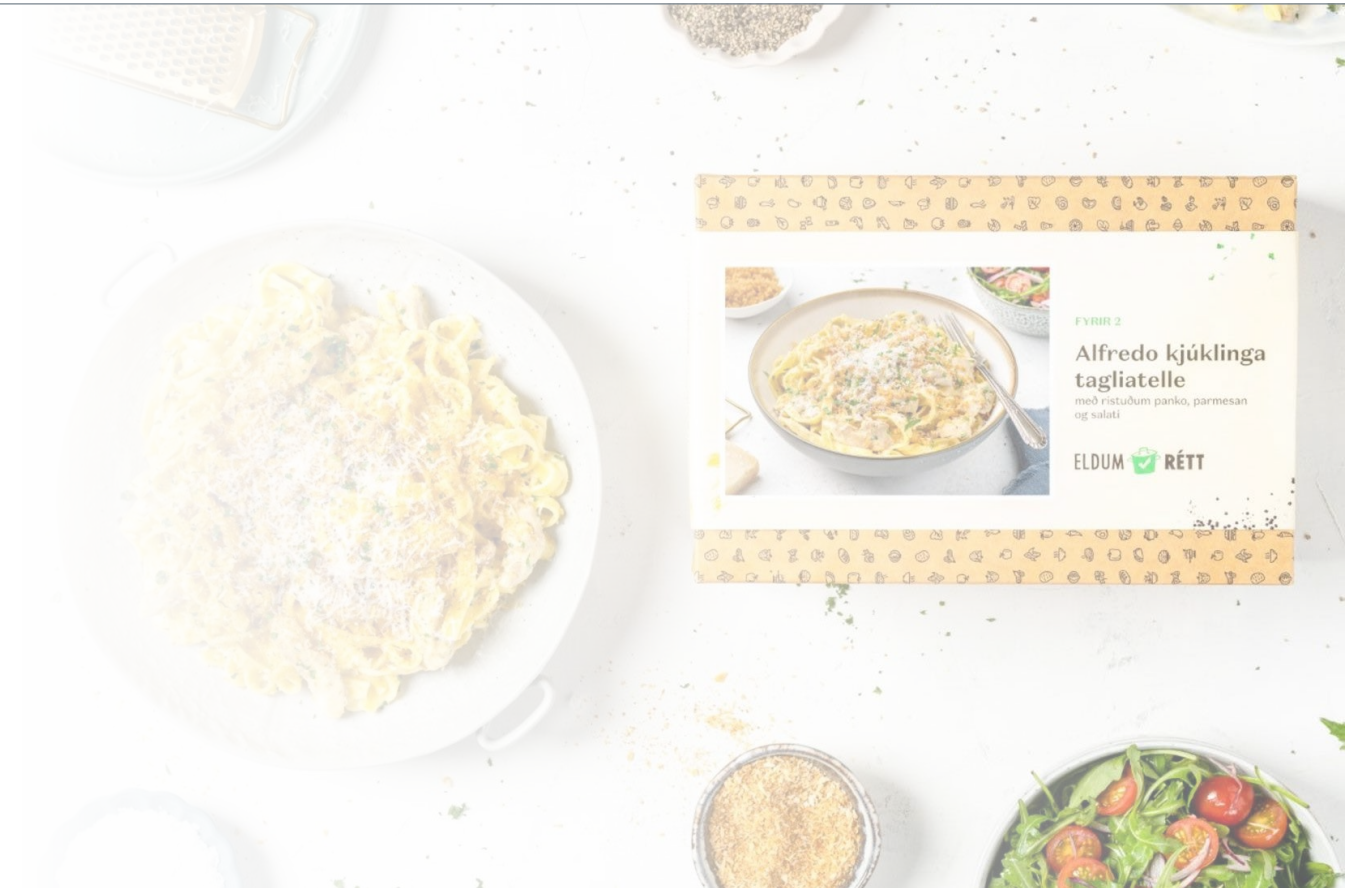 FYRIR 2
Alfredo kjúklinga
tagliatelle
með ristuðum panko, parmesan
og salati
ELDUM RÉTT